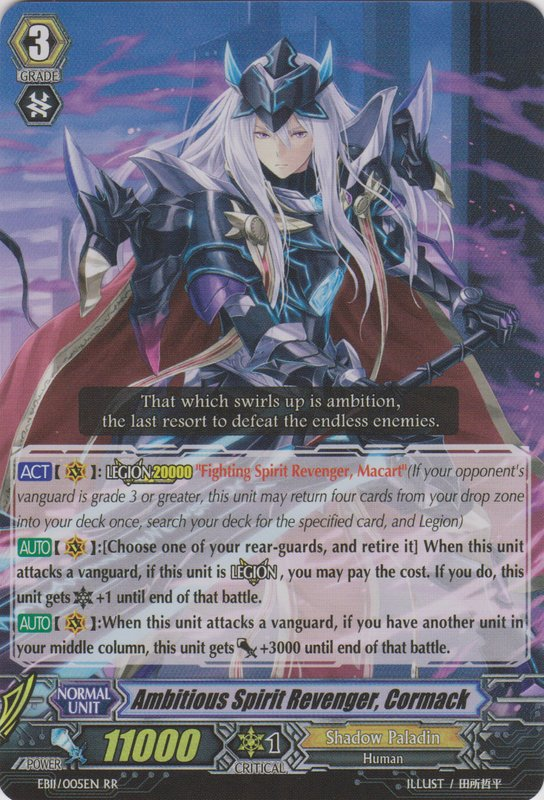 3
GRADE
That which swirls up is ambition,
the last resort to defeat the endless enemies.
ACT【 】: LEGION 20000 "Fighting Spirit Revenger, Macart"(If your opponent's
vanguard is grade 3 or greater, this unit may return four cards from your drop zone
into your deck once, search your deck for the specified card, and Legion)
AUTO【 】:[Choose one of your rear-guards, and retire it] When this unit
attacks a vanguard, if this unit is LEGION, you may pay the cost. If you do, this
unit gets +1 until end of that battle.
AUTO【 】:When this unit attacks a vanguard, if you have another unit in
your middle column, this unit gets +3000 until end of that battle.
NORMAL
UNIT
Ambitious Spirit Revenger, Cormack
POWER
11000
1
CRITICAL
Shadow Paladin
Human
EB11/005EN RR
ILLUST / 田所哲平